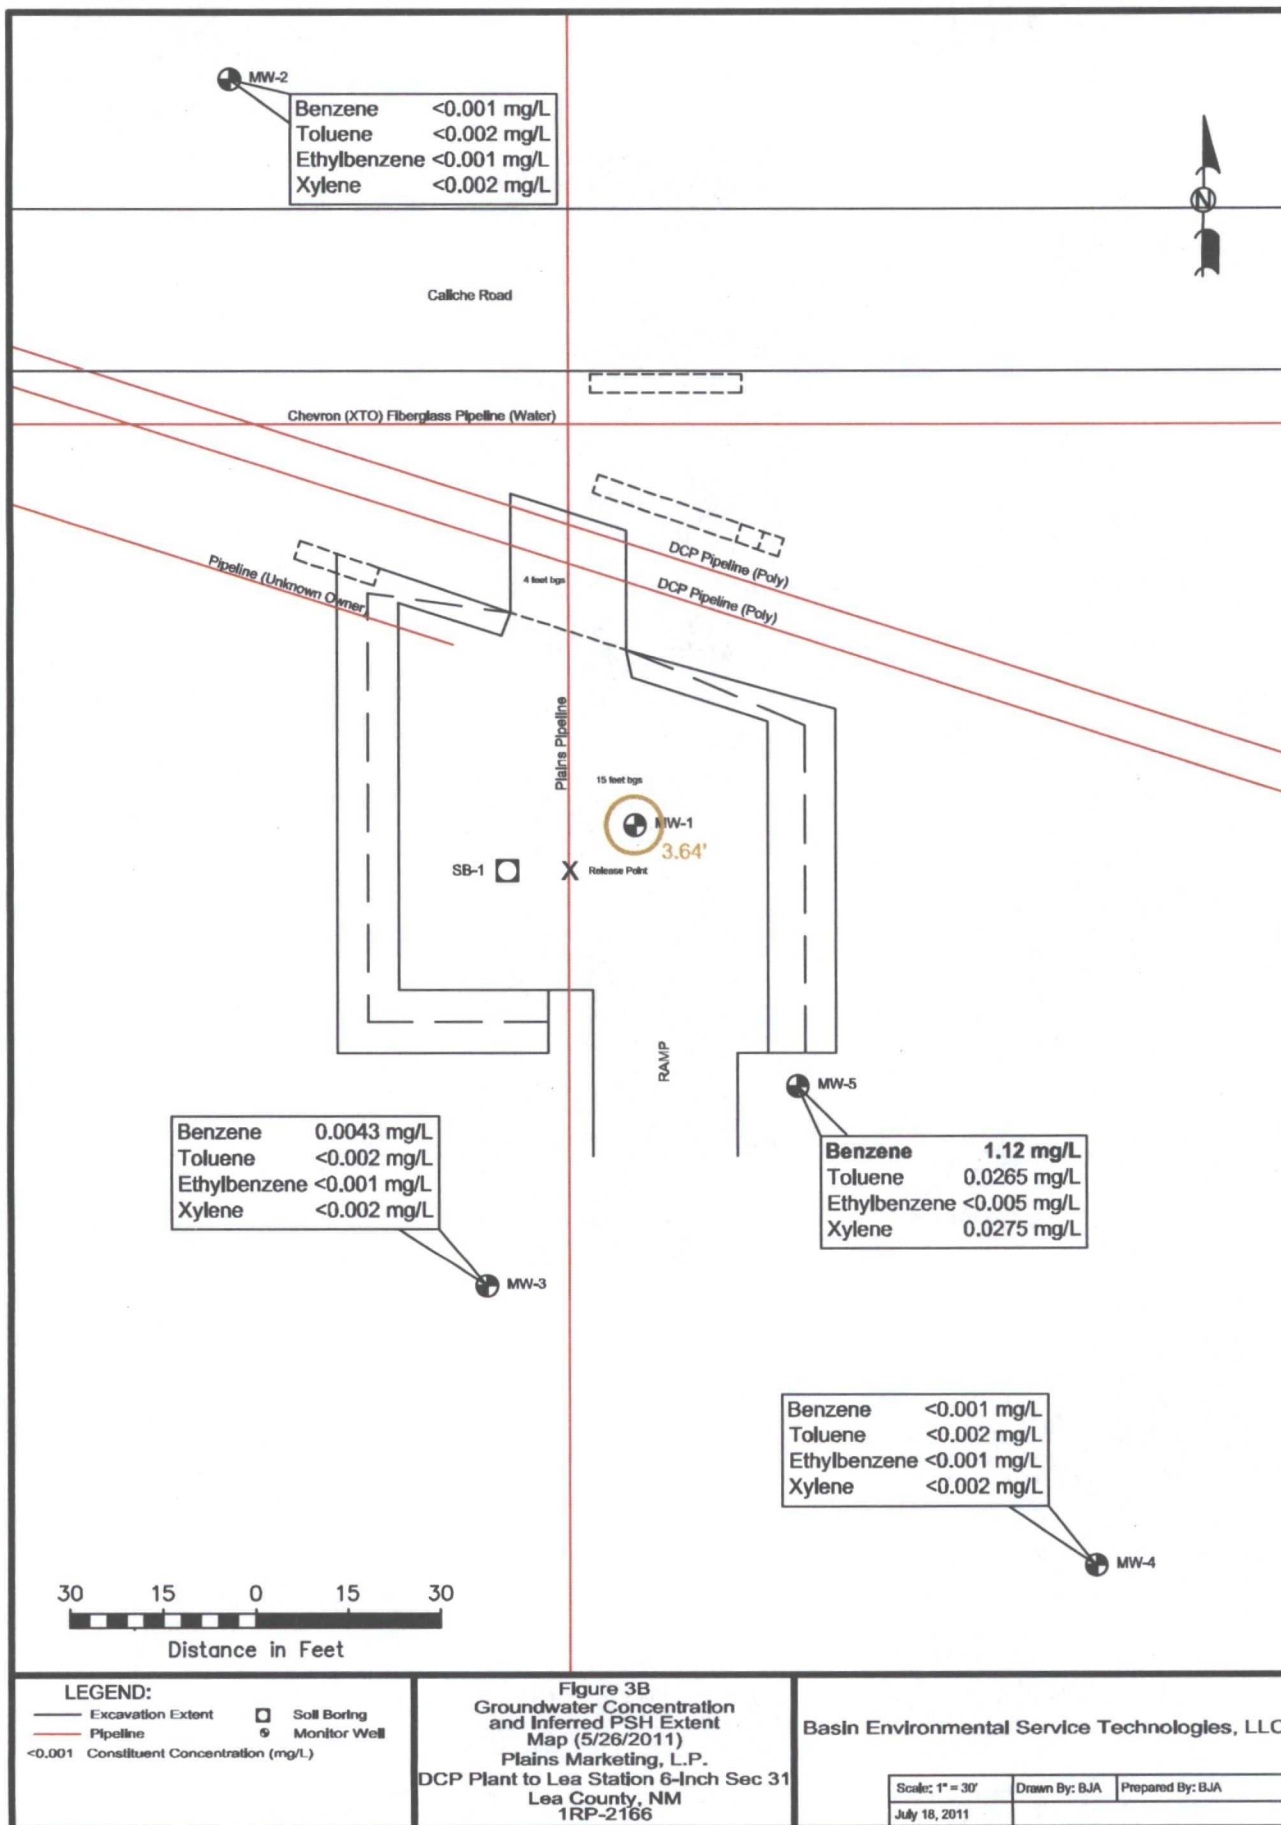 MW-2
Benzene <0.001 mg/L
Toluene <0.002 mg/L
Ethylbenzene <0.001 mg/L
Xylene <0.002 mg/L
N
Caliche Road
Chevron (XTO) Fiberglass Pipeline (Water)
DCP Pipeline (Poly)
DCP Pipeline (Poly)
Pipeline (Unknown Owner)
4 feet bgs
Plains Pipeline
15 feet bgs
MW-1
3.64'
SB-1
X
Release Point
RAMP
MW-5
Benzene 1.12 mg/L
Toluene 0.0265 mg/L
Ethylbenzene <0.005 mg/L
Xylene 0.0275 mg/L
Benzene 0.0043 mg/L
Toluene <0.002 mg/L
Ethylbenzene <0.001 mg/L
Xylene <0.002 mg/L
MW-3
Benzene <0.001 mg/L
Toluene <0.002 mg/L
Ethylbenzene <0.001 mg/L
Xylene <0.002 mg/L
MW-4
30 15 0 15 30
Distance in Feet
LEGEND:
Excavation Extent
Soil Boring
Pipeline
Monitor Well
<0.001 Constituent Concentration (mg/L)
Figure 3B
Groundwater Concentration
and Inferred PSH Extent
Map (5/26/2011)
Plains Marketing, L.P.
DCP Plant to Lea Station 6-Inch Sec 31
Lea County, NM
1RP-2166
Basin Environmental Service Technologies, LLC
Scale: 1" = 30'
Drawn By: BJA
Prepared By: BJA
July 18, 2011